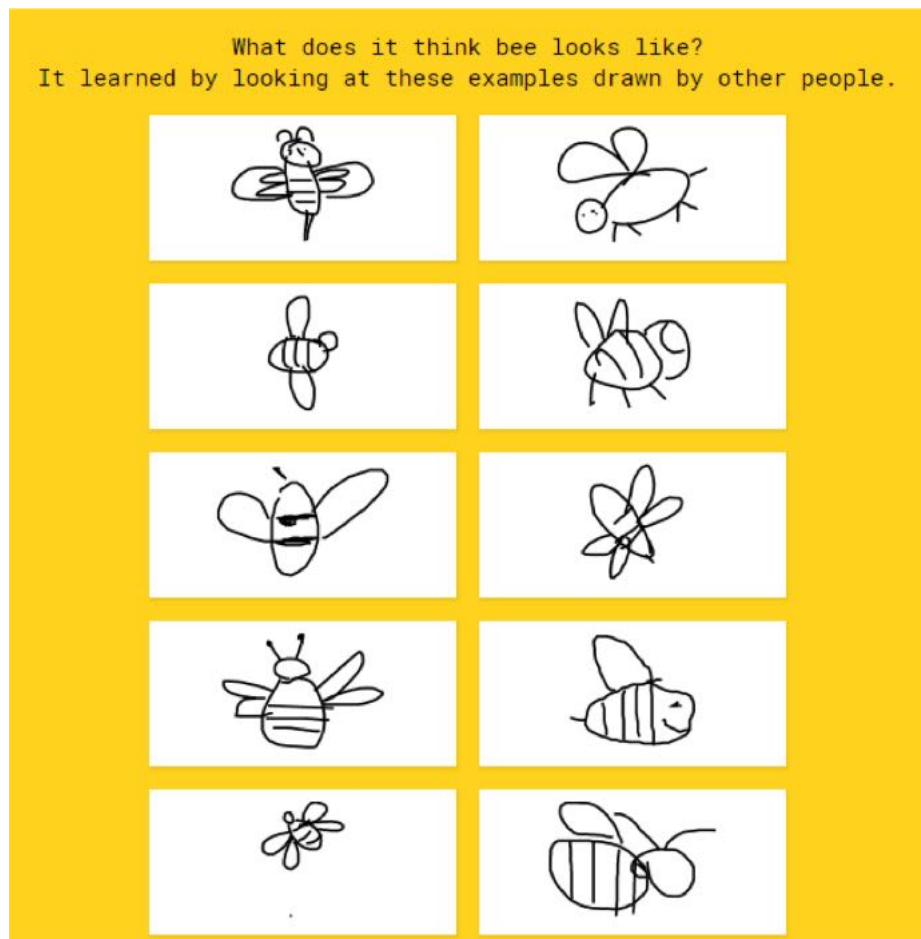 What does it think bee looks like?
It learned by looking at these examples drawn by other people.